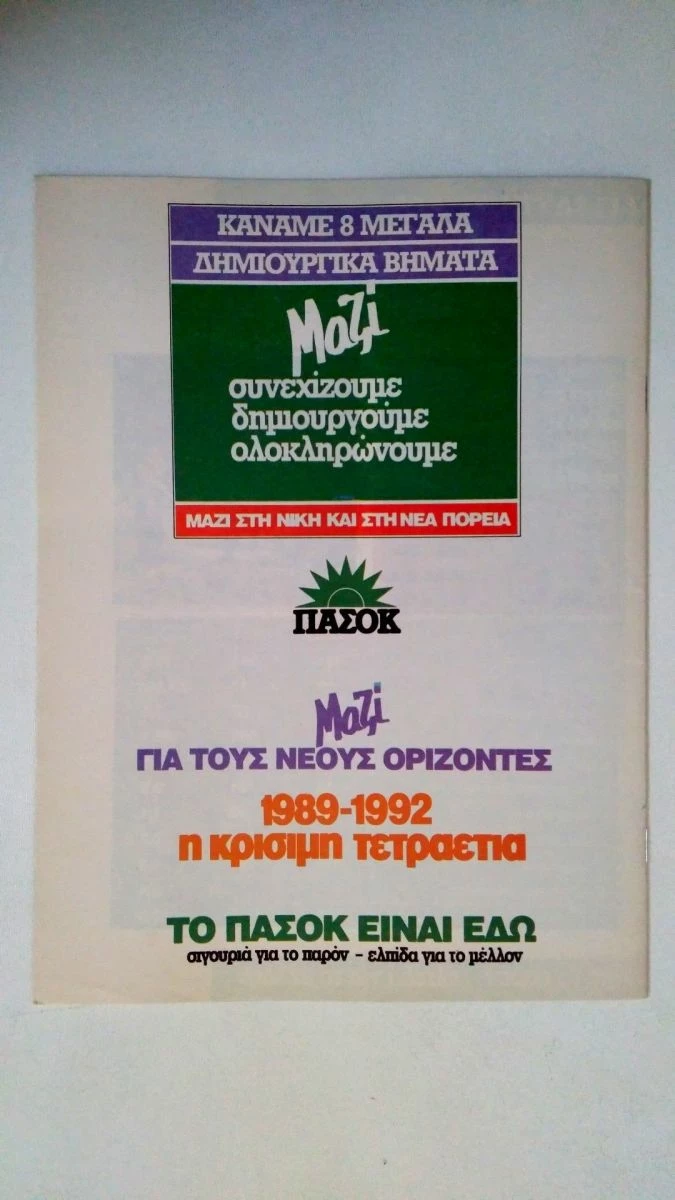 ΚΑΝΑΜΕ 8 ΜΕΓΑΛΑ
ΔΗΜΙΟΥΡΓΙΚΑ ΒΗΜΑΤΑ
Μαζί
συνεχίζουμε
δημιουργούμε
ολοκληρώνουμε
ΜΑΖΙ ΣΤΗ ΝΙΚΗ ΚΑΙ ΣΤΗ ΝΕΑ ΠΟΡΕΙΑ
ΠΑΣΟΚ
Μαζί
ΓΙΑ ΤΟΥΣ ΝΕΟΥΣ ΟΡΙΖΟΝΤΕΣ
1989-1992
η κρισιμη τετραετια
ΤΟ ΠΑΣΟΚ ΕΙΝΑΙ ΕΔΩ
σιγουριά για το παρόν - ελπίδα για το μέλλον